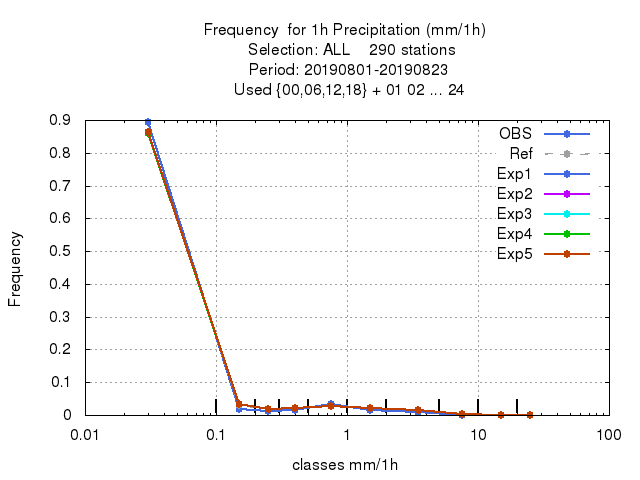 Frequency for 1h Precipitation (mm/1h)
Selection: ALL 290 stations
Period: 20190801-20190823
Used {00,06,12,18} + 01 02 ... 24
0.9
0.8
0.7
0.6
0.5
0.4
0.3
0.2
0.1
0
Frequency
OBS
Ref
Exp1
Exp2
Exp3
Exp4
Exp5
0.01 0.1 1 10 100
classes mm/1h